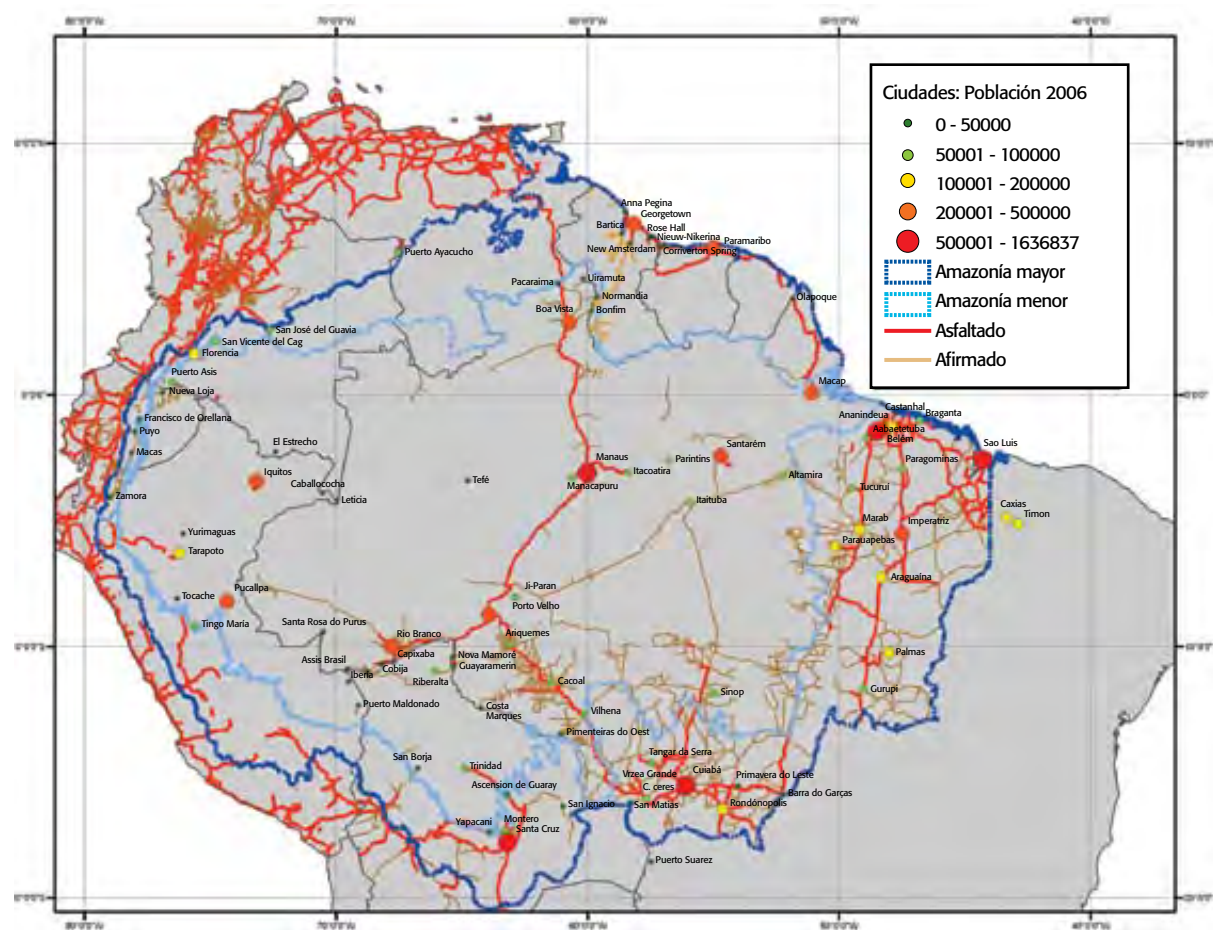 Ciudades: Población 2006
0 - 50000
50001 - 100000
100001 - 200000
200001 - 500000
500001 - 1636837
Amazonía mayor
Amazonía menor
Asfaltado
Afirmado
Anna Pegina
Georgetown
Bartica
Rose Hall
Nieuw-Nikerina
New Amsterdam
Corriverton Spring
Paramaribo
Puerto Ayacucho
Pacaraima
Uiramuta
Normandia
Boa Vista
Bonfim
Olapoque
San José del Guavia
San Vicente del Cag
Florencia
Puerto Asis
Nueva Loja
Macap
Castanhal
Francisco de Orellana
Ananindeua
Braganta
Puyo
Aabaetetuba
Belém
Macas
El Estrecho
Sao Luis
Santarém
Manaus
Parintins
Paragominas
Iquitos
Itacoatira
Altamira
Caballococha
Tefé
Manacapuru
Tucuruí
Zamora
Leticia
Itaituba
Caxias
Timon
Marab
Imperatriz
Yurimaguas
Parauapebas
Tarapoto
Araguaína
Pucallpa
Ji-Paran
Tocache
Porto Velho
Tingo María
Santa Rosa do Purus
Rio Branco
Ariquemes
Capixaba
Nova Mamoré
Palmas
Assis Brasil
Cobija
Guayaramerin
Iberia
Riberalta
Cacoal
Gurupi
Sinop
Puerto Maldonado
Costa
Marques
Vilhena
Pimenteiras do Oest
San Borja
Trinidad
Tangar da Serra
Ascension de Guaray
Vrzea Grande
Cuiabá
Primavera do Leste
C. ceres
Barra do Garças
San Ignacio
San Matias
Rondónopolis
Yapacani
Montero
Santa Cruz
Puerto Suarez